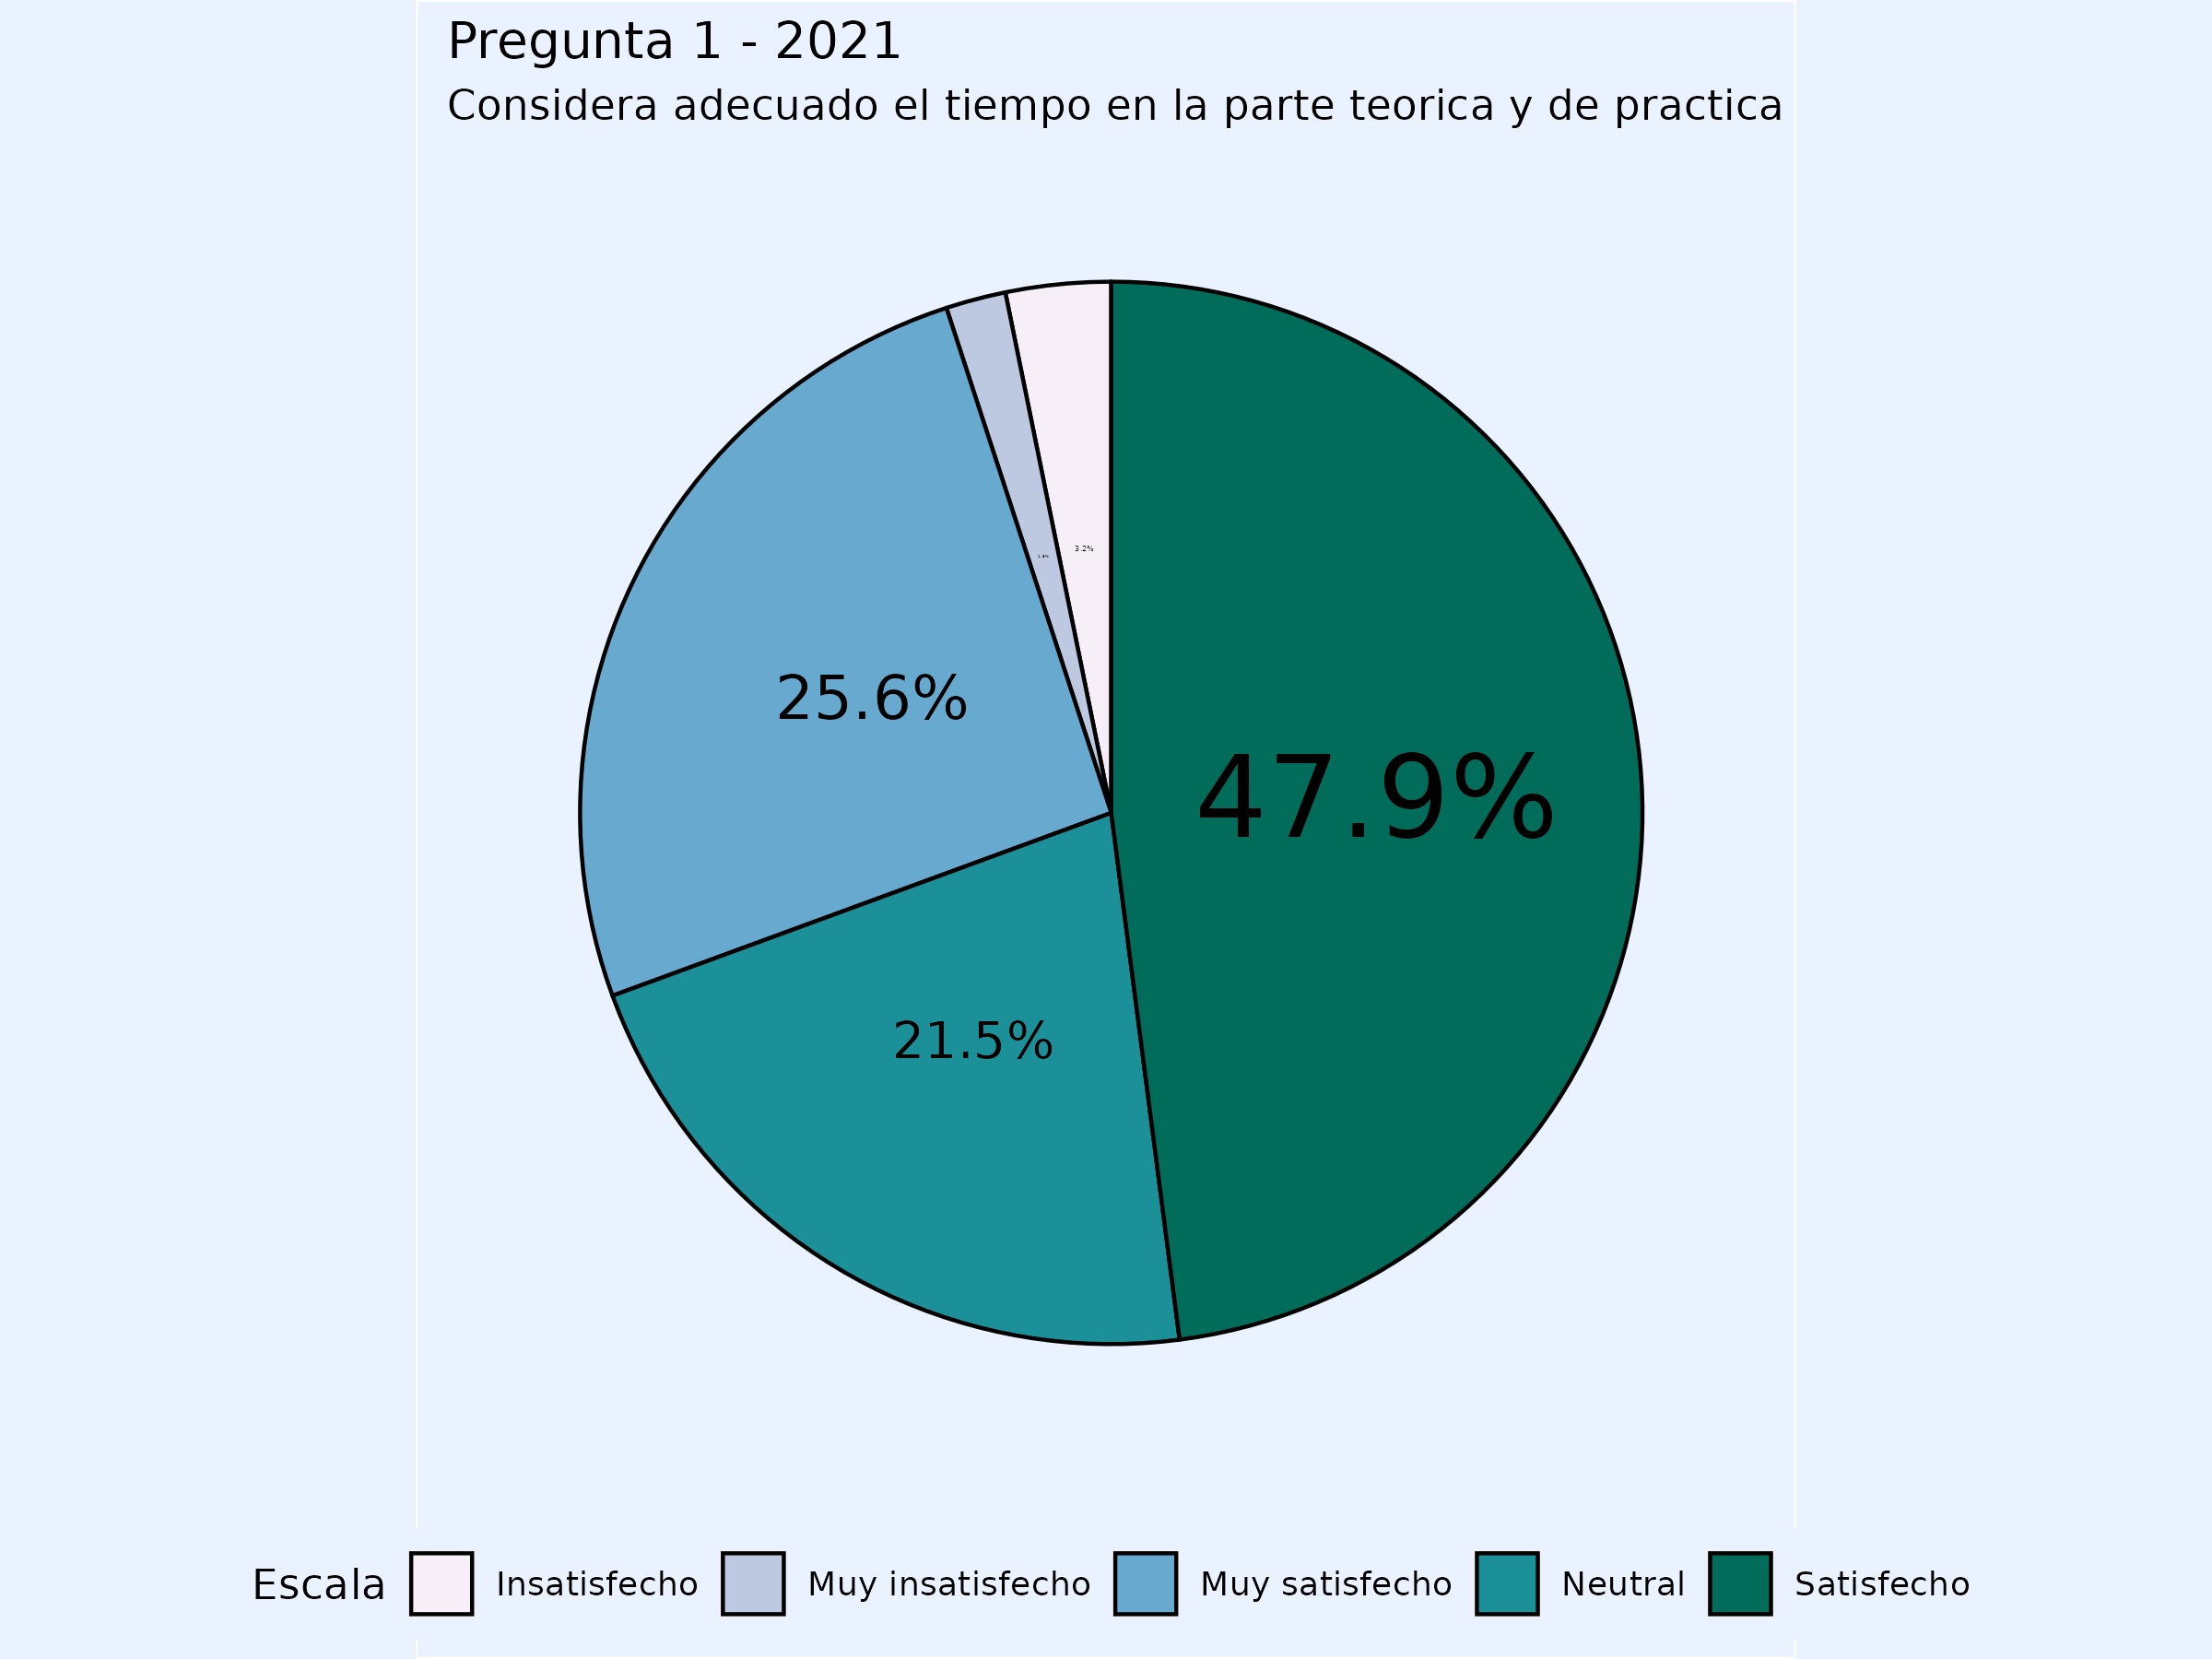 Pregunta 1 - 2021
Considera adecuado el tiempo en la parte teorica y de practica
3.2%
25.6%
47.9%
21.5%
Escala Insatisfecho Muy insatisfecho Muy satisfecho Neutral Satisfecho